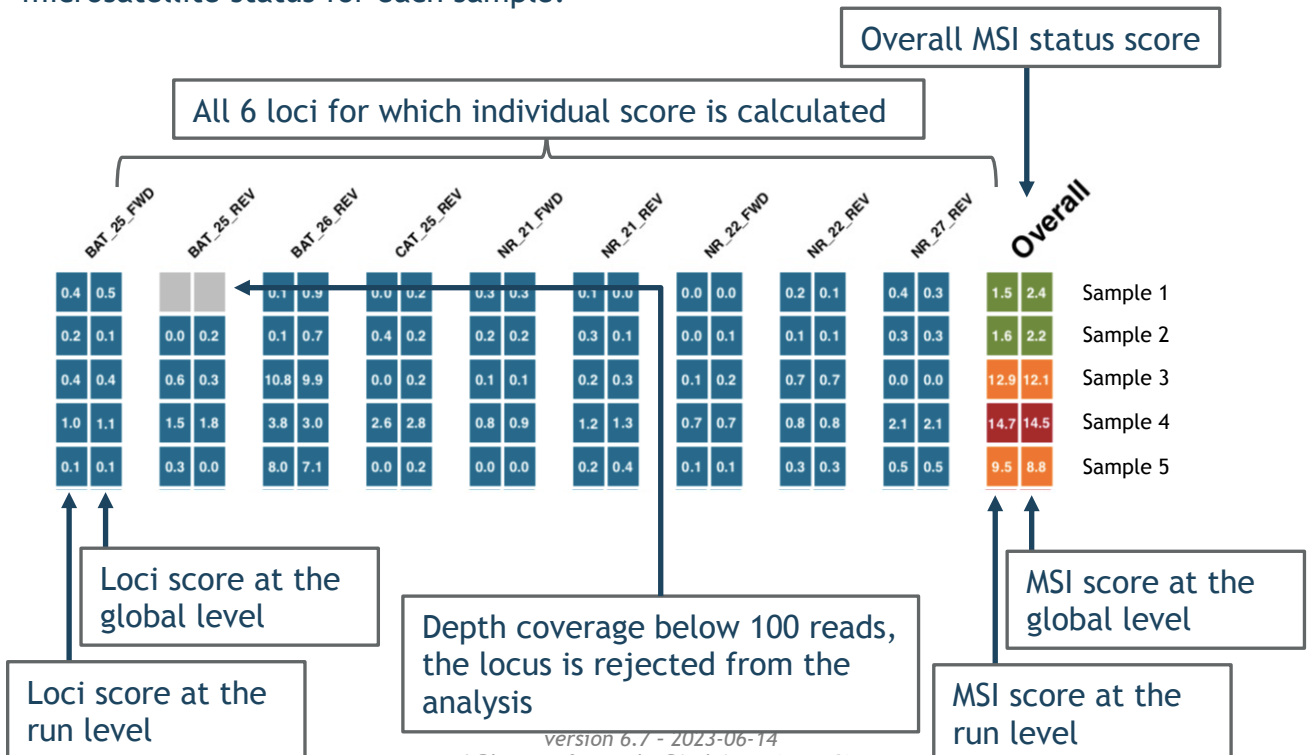 microsatellite status for each sample.
Overall MSI status score
All 6 loci for which individual score is calculated
BAT_25_FWD BAT_25_REV BAT_26_REV CAT_25_REV NR_21_FWD NR_21_REV NR_22_FWD NR_22_REV NR_27_REV Overall
0.4 0.5 0.1 0.9 0.0 0.2 0.3 0.3 0.1 0.0 0.0 0.0 0.2 0.1 0.4 0.3 1.5 2.4 Sample 1
0.2 0.1 0.0 0.2 0.1 0.7 0.4 0.2 0.2 0.2 0.3 0.1 0.0 0.1 0.1 0.1 0.3 0.3 1.6 2.2 Sample 2
0.4 0.4 0.6 0.3 10.8 9.9 0.0 0.2 0.1 0.1 0.2 0.3 0.1 0.2 0.7 0.7 0.0 0.0 12.9 12.1 Sample 3
1.0 1.1 1.5 1.8 3.8 3.0 2.6 2.8 0.8 0.9 1.2 1.3 0.7 0.7 0.8 0.8 2.1 2.1 14.7 14.5 Sample 4
0.1 0.1 0.3 0.0 8.0 7.1 0.0 0.2 0.0 0.0 0.2 0.4 0.1 0.1 0.3 0.3 0.5 0.5 9.5 8.8 Sample 5
Loci score at the
global level
Loci score at the
run level
Depth coverage below 100 reads,
the locus is rejected from the
analysis
MSI score at the
global level
MSI score at the
run level
version 6.7 - 2023-06-14